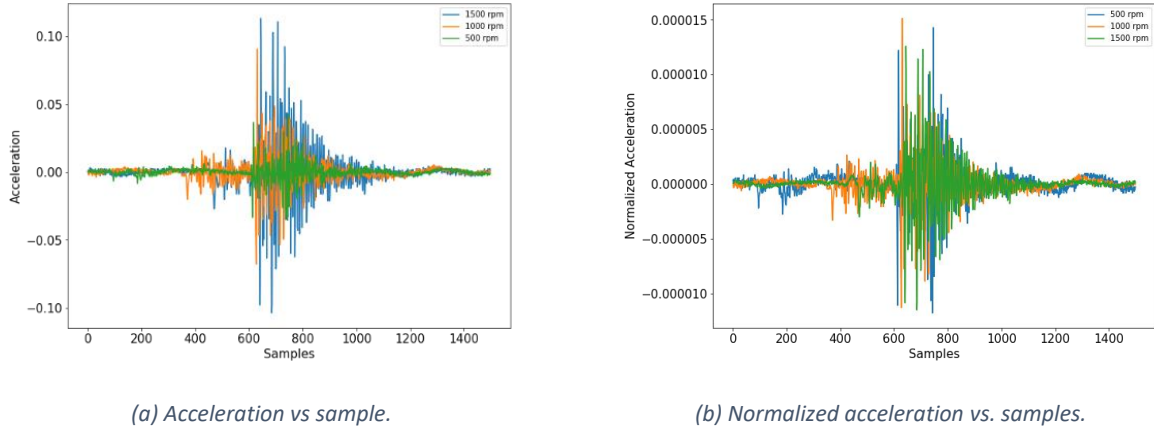 1500 rpm
1000 rpm
500 rpm
0.10
0.05
0.00
−0.05
−0.10
Acceleration
0 200 400 600 800 1000 1200 1400
Samples
(a) Acceleration vs sample.
500 rpm
1000 rpm
1500 rpm
0.000015
0.000010
0.000005
0.000000
−0.000005
−0.000010
Normalized Acceleration
0 200 400 600 800 1000 1200 1400
Samples
(b) Normalized acceleration vs. samples.